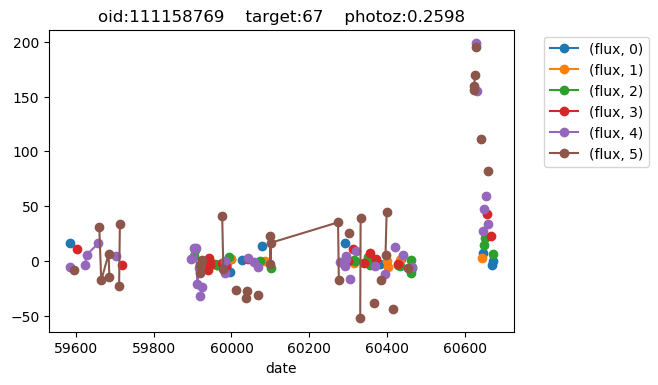 oid:111158769 target:67 photoz:0.2598
200
150
100
50
0
−50
59600 59800 60000 60200 60400 60600
date
(flux, 0)
(flux, 1)
(flux, 2)
(flux, 3)
(flux, 4)
(flux, 5)